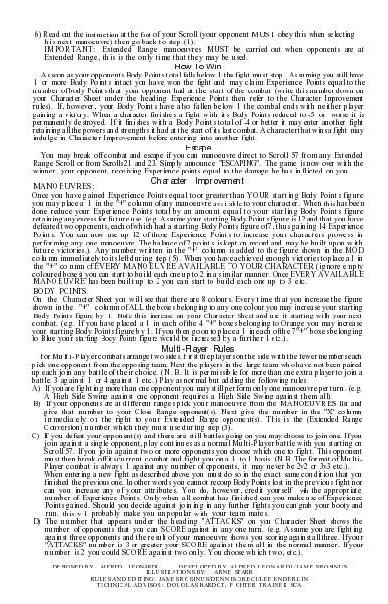 6) Read out the instruction at the foot of your Scroll (your opponent MUST obey this when selecting
his next manoeuvre) then go back to step (1).
IMPORTANT: Extended Range manoeuvres MUST be carried out when opponents are at
Extended Range, this is the only time that they may be used.
How To Win
As soon as your opponents Body Points total falls below 1 the fight must stop. Assuming you still have
1 or more Body Points intact you have won the fight and may claim Experience Points equal to the
number of body Points that your opponent had at the start of the combat (write this number down on
your Character Sheet under the heading Experience Points then refer to the Character Improvement
rules). If, however, your Body Points have also fallen below 1 the combat ends with neither player
gaining a victory. When a character finishes a fight with its Body Points reduced to -5 or worse it is
permanently destroyed. If it finishes with a Body Points total of -4 or better it may enter another fight
retaining all the powers and strengths it had at the start of its last combat. A character that wins a fight may
indulge in Character Improvement before entering into another fight.
Escape
You may break off combat and escape if you can manoeuvre direct to Scroll 57 from any Extended
Range Scroll or from Scrolls 21 and 23. Simply announce "ESCAPING". The game is now over with the
winner, your opponent, receiving Experience points equal to the damage he has inflicted on you.
Character Improvement
MANOEUVRES:
Once you have gained Experience Points equal to or greater than YOUR starting Body Points figure
you may place a 1 in the "+" column of any manoeuvre available to your character. When this has been
done reduce your Experience Points total by an amount equal to your starting Body Points figure
retaining any excess for future use. (e.g. Assume your starting Body Points figure is 12 and that you have
defeated two opponents, each of which had a starting Body Points figure of 7, thus gaining 14 Experience
Points. You can now use up 12 of those Experience Points to increase your characters prowess in
performing any one manoeuvre. The balance of 2 points is kept on record and may be built upon with
future victories.) Any number written in the "+" column is added to the figure shown in the MOD
column immediately to its left during step (5). When you have achieved enough victories to place a 1 in
the "+" column of EVERY MANOEUVRE AVAILABLE TO YOUR CHARACTER (ignore empty
coloured boxes) you can start to build each one up to 2 in a similar manner. Once EVERY AVAILABLE
MANOEUVRE has been built up to 2 you can start to build each one up to 3 etc.
BODY POINTS:
On the Character Sheet you will see that there are 8 colours. Every time that you increase the figure
shown in the "+" column of ALL the boxes belonging to any one colour you may increase your starting
Body Points figure by 1. Note this increase on your Character Sheet and use it starting with your next
combat. (e.g. If you have placed a 1 in each of the 4 "+" boxes belonging to Orange you may increase
your starting Body Points figure by 1. If you then go on to place a 1 in each of the 7 "+" boxes belonging
to Blue your starting Body Points figure would be increased by a further 1 etc.).
Multi-Player Rules
For Multi-Player combats arrange two sides. First the players on the side with the fewer members each
pick one opponent from the opposing team. Next the players in the large team who have not been paired
up each join any battle of their choice. (N.B. It is permissible for more than one extra player to join a
battle. 3 against 1 or 4 against 1 etc.) Play as normal but adding the following rules.
A) If you are fighting more than one opponent you may still perform only one manoeuvre per turn. (e.g.
A High Side Swing against one opponent requires a High Side Swing against them all).
B) If your opponents are at different ranges pick your manoeuvre from the MANOEUVRES list and
give that number to your Close Range opponent(s). Next give the number in the "X" column
immediately on the right to your Extended Range opponent(s). This is the (Extended Range
Conversion) number which they must use during step (3).
C) If you defeat your opponent(s) and there are still battles going on you may choose to join one. If you
join against a single opponent, play continues as a normal Multi-Player battle with you starting on
Scroll 57. If you join against two or more opponents you choose which one to fight. This opponent
must then break off his current combat and fight you on a 1 to 1 basis. (N.B. The format for Multi-
Player combat is always 1 against any number of opponents, it may never be 2v2 or 3v3 etc.).
When entering a new fight as described above you must do so in the exact same condition that you
finished the previous one. In other words you cannot recoup Body Points lost in the previous fight nor
can you increase any of your attributes. You do, however, credit yourself with the appropriate
number of Experience Points. Only when all combat has finished can you make use of Experience
Points gained. Should you decide against joining in any further fights you can grab your booty and
run, this will probably make you unpopular with your team mates.
D) The number that appears under the heading "ATTACKS" on your Character Sheet shows the
number of opponents that you can SCORE against in any one turn. (e.g. Assume you are fighting
against three opponents and the result of your manoeuvre shows you scoring against all three. If your
"ATTACKS" number is 3 or greater your SCORE against them all in the normal manner. If your
number is 2 you could SCORE against two only. You choose which two, etc.).
DESIGNED BY: ALFRED LEONARDI DEVELOPED BY ALFRED LEONARDI/JAMES RKSINUS
ILLUSTRATIONS BY: